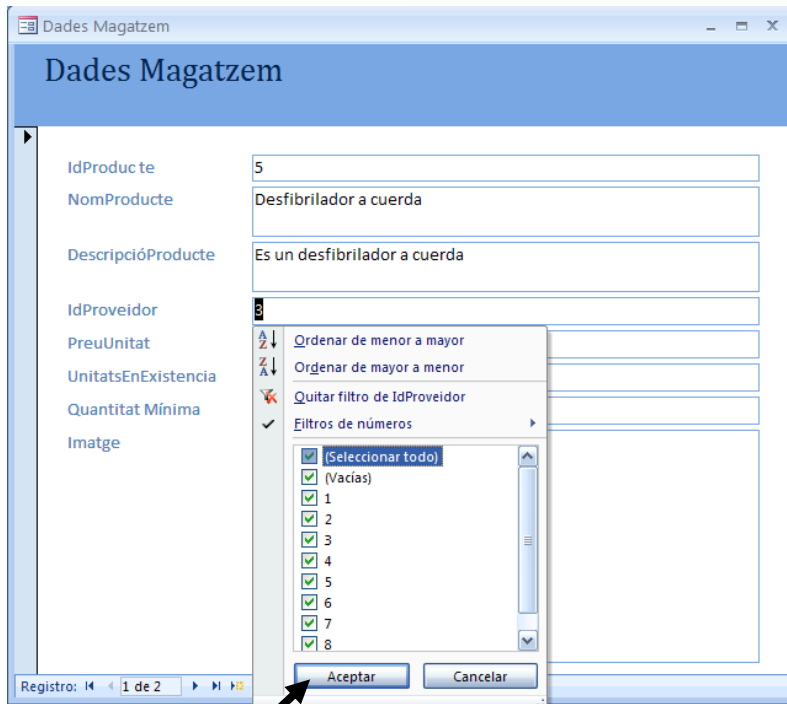 Dades Magatzem
Dades Magatzem
IdProducte 5
NomProducte Desfibrilador a cuerda
DescripcióProducte Es un desfibrilador a cuerda
IdProveidor 3
PreuUnitat
UnitatsEnExistencia
Quantitat Mínima
Imatge
Ordenar de menor a mayor
Ordenar de mayor a menor
Quitar filtro de IdProveidor
Filtros de números
(Seleccionar todo)
(Vacías)
1
2
3
4
5
6
7
8
Aceptar Cancelar
Registro: 1 de 2